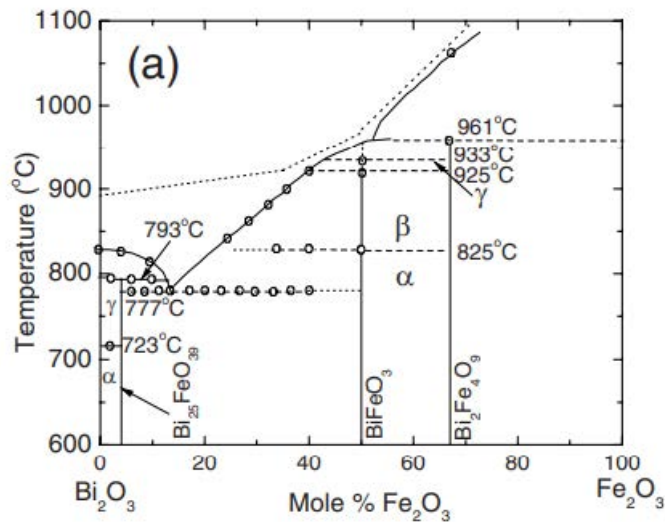 (a)
1100
1000
900
800
700
600
Temperature (°C)
961°C
933°C
925°C
γ
793°C
β
825°C
α
γ
777°C
723°C
α
Bi₂₅FeO₃₉
BiFeO₃
Bi₂Fe₄O₉
0
20
40
60
80
100
Bi₂O₃
Mole % Fe₂O₃
Fe₂O₃